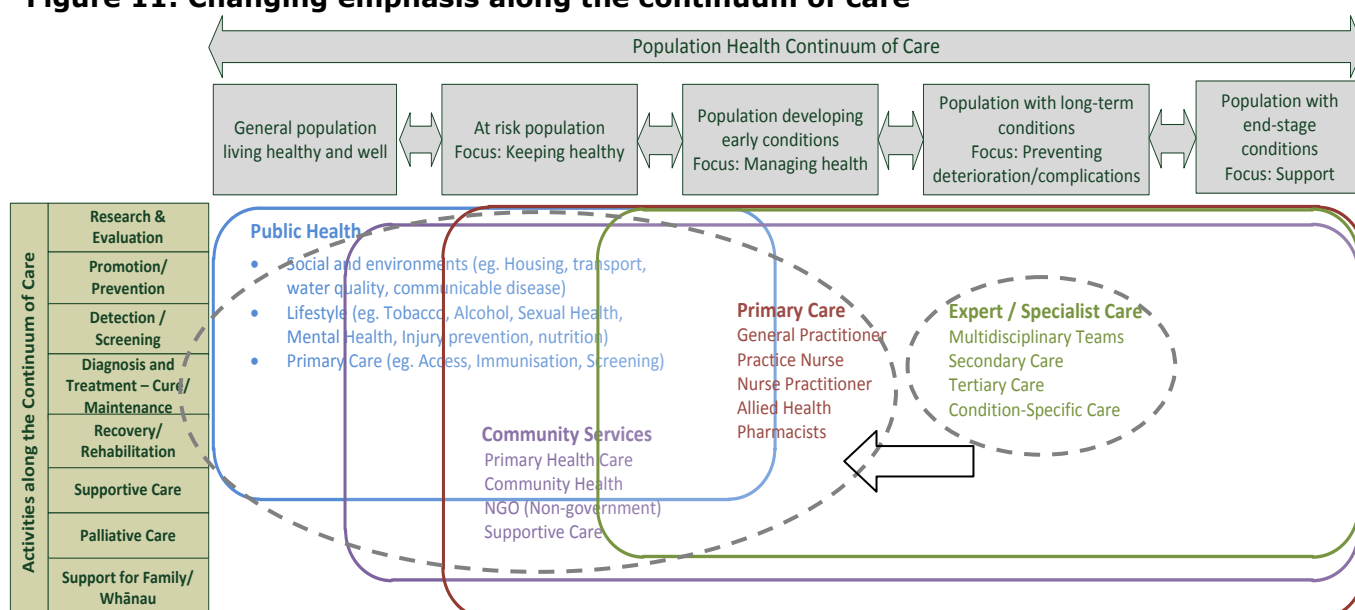 Figure 11: Changing emphasis along the continuum of care
Population Health Continuum of Care
General population
living healthy and well
At risk population
Focus: Keeping healthy
Population developing
early conditions
Focus: Managing health
Population with long-term
conditions
Focus: Preventing
deterioration/complications
Population with
end-stage
conditions
Focus: Support
Activities along the Continuum of Care
Research &
Evaluation
Promotion/
Prevention
Detection /
Screening
Diagnosis and
Treatment – Cure/
Maintenance
Recovery/
Rehabilitation
Supportive Care
Palliative Care
Support for Family/
Whānau
Public Health
• Social and environments (eg. Housing, transport,
water quality, communicable disease)
• Lifestyle (eg. Tobacco, Alcohol, Sexual Health,
Mental Health, Injury prevention, nutrition)
• Primary Care (eg. Access, Immunisation, Screening)
Community Services
Primary Health Care
Community Health
NGO (Non-government)
Supportive Care
Primary Care
General Practitioner
Practice Nurse
Nurse Practitioner
Allied Health
Pharmacists
Expert / Specialist Care
Multidisciplinary Teams
Secondary Care
Tertiary Care
Condition-Specific Care